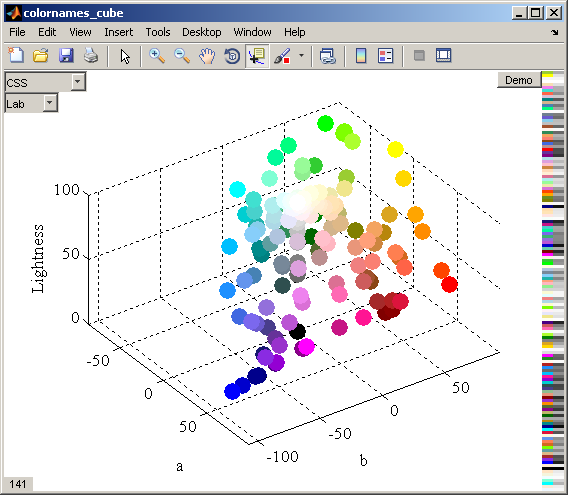 colornames_cube
File Edit View Insert Tools Desktop Window Help
CSS
Demo
Lab
100
50
0
Lightness
-50
0
50
a
-100
-50
0
50
b
141